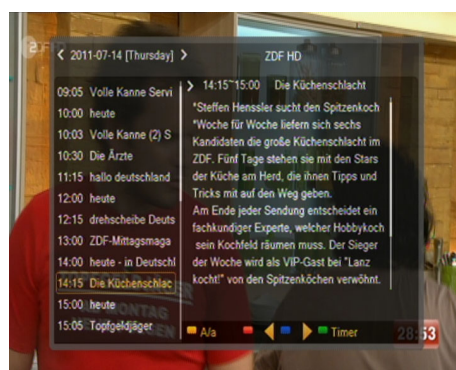 2011-07-14 [Thursday]
ZDF HD
09:05 Volle Kanne Servi
10:00 heute
10:03 Volle Kanne (2) S
10:30 Die Ärzte
11:15 hallo deutschland
12:00 heute
12:15 drehscheibe Deuts
13:00 ZDF-Mittagsmaga
14:00 heute - in Deutschl
14:15 Die Küchenschlac
15:00 heute
15:05 Topfgeldjäger
14:15~15:00 Die Küchenschlacht
"Steffen Henssler sucht den Spitzenkoch
"Woche für Woche liefern sich sechs
Kandidaten die große Küchenschlacht im
ZDF. Fünf Tage stehen sie mit den Stars
der Küche am Herd, die ihnen Tipps und
Tricks mit auf den Weg geben.
Am Ende jeder Sendung entscheidet ein
fachkundiger Experte, welcher Hobbykoch
sein Kochfeld räumen muss. Der Sieger
der Woche wird als VIP-Gast bei "Lanz
kocht!" von den Spitzenköchen verwöhnt.
A/a
Timer
28:53